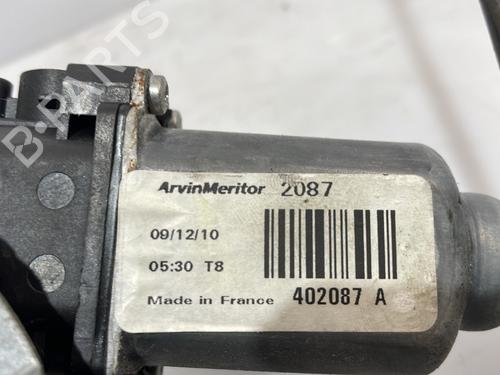 B-PARTS
ArvinMeritor 2087
09/12/10
05:30 T8
Made in France 402087 A